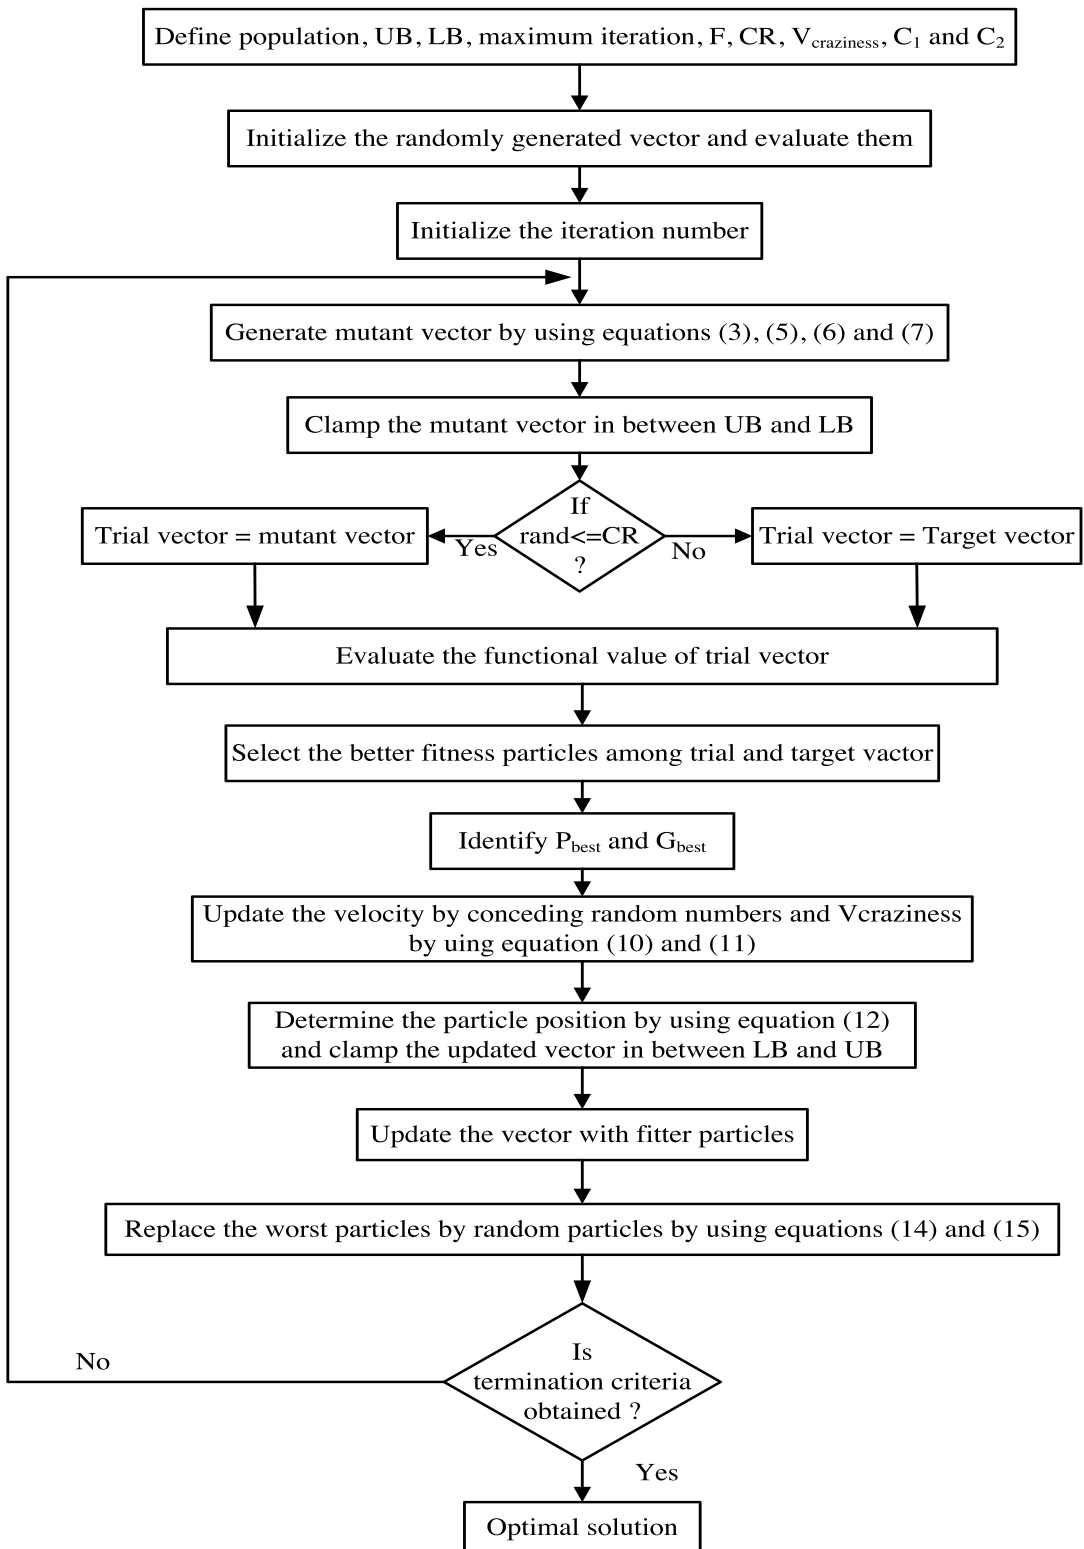 Define population, UB, LB, maximum iteration, F, CR, Vcraziness, C1 and C2
Initialize the randomly generated vector and evaluate them
Initialize the iteration number
Generate mutant vector by using equations (3), (5), (6) and (7)
Clamp the mutant vector in between UB and LB
If
rand<=CR
?
Yes
No
Trial vector = mutant vector
Trial vector = Target vector
Evaluate the functional value of trial vector
Select the better fitness particles among trial and target vactor
Identify Pbest and Gbest
Update the velocity by conceding random numbers and Vcraziness
by uing equation (10) and (11)
Determine the particle position by using equation (12)
and clamp the updated vector in between LB and UB
Update the vector with fitter particles
Replace the worst particles by random particles by using equations (14) and (15)
Is
termination criteria
obtained ?
No
Yes
Optimal solution